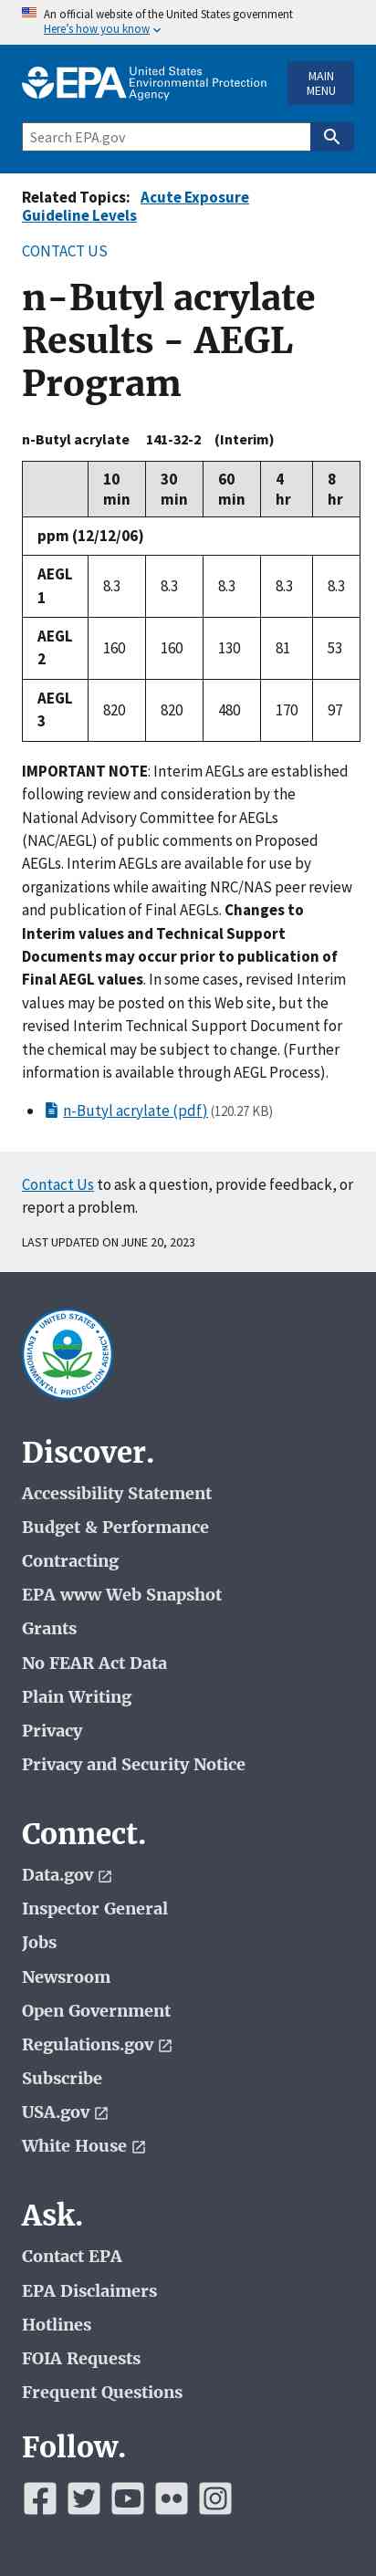 An official website of the United States government
Here's how you know
EPA United States
Environmental Protection
Agency
MAIN
MENU
Search EPA.gov
Related Topics: Acute Exposure
Guideline Levels
CONTACT US
n-Butyl acrylate
Results - AEGL
Program
n-Butyl acrylate 141-32-2 (Interim)
10 min 30 min 60 min 4 hr 8 hr
ppm (12/12/06)
AEGL 1 8.3 8.3 8.3 8.3 8.3
AEGL 2 160 160 130 81 53
AEGL 3 820 820 480 170 97
IMPORTANT NOTE: Interim AEGLs are established
following review and consideration by the
National Advisory Committee for AEGLs
(NAC/AEGL) of public comments on Proposed
AEGLs. Interim AEGLs are available for use by
organizations while awaiting NRC/NAS peer review
and publication of Final AEGLs. Changes to
Interim values and Technical Support
Documents may occur prior to publication of
Final AEGL values. In some cases, revised Interim
values may be posted on this Web site, but the
revised Interim Technical Support Document for
the chemical may be subject to change. (Further
information is available through AEGL Process).
n-Butyl acrylate (pdf) (120.27 KB)
Contact Us to ask a question, provide feedback, or
report a problem.
LAST UPDATED ON JUNE 20, 2023
UNITED STATES
ENVIRONMENTAL PROTECTION AGENCY
Discover.
Accessibility Statement
Budget & Performance
Contracting
EPA www Web Snapshot
Grants
No FEAR Act Data
Plain Writing
Privacy
Privacy and Security Notice
Connect.
Data.gov
Inspector General
Jobs
Newsroom
Open Government
Regulations.gov
Subscribe
USA.gov
White House
Ask.
Contact EPA
EPA Disclaimers
Hotlines
FOIA Requests
Frequent Questions
Follow.